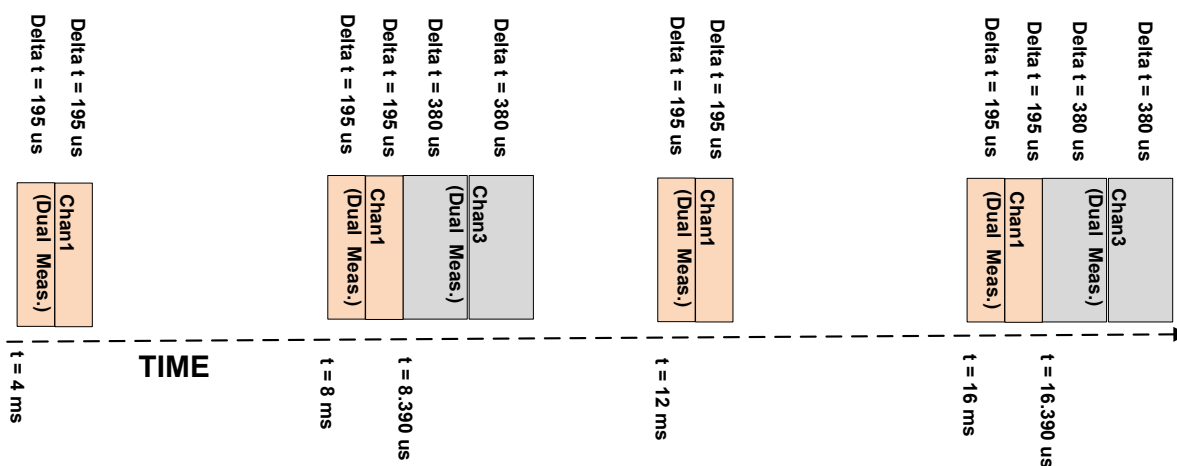 Delta t = 195 us
Delta t = 195 us
Delta t = 195 us
Delta t = 195 us
Delta t = 380 us
Delta t = 380 us
Delta t = 195 us
Delta t = 195 us
Delta t = 195 us
Delta t = 195 us
Delta t = 380 us
Delta t = 380 us
Chan1
(Dual Meas.)
Chan1
(Dual Meas.)
Chan3
(Dual Meas.)
Chan1
(Dual Meas.)
Chan1
(Dual Meas.)
Chan3
(Dual Meas.)
TIME
t = 4 ms
t = 8 ms
t = 8.390 us
t = 12 ms
t = 16 ms
t = 16.390 us